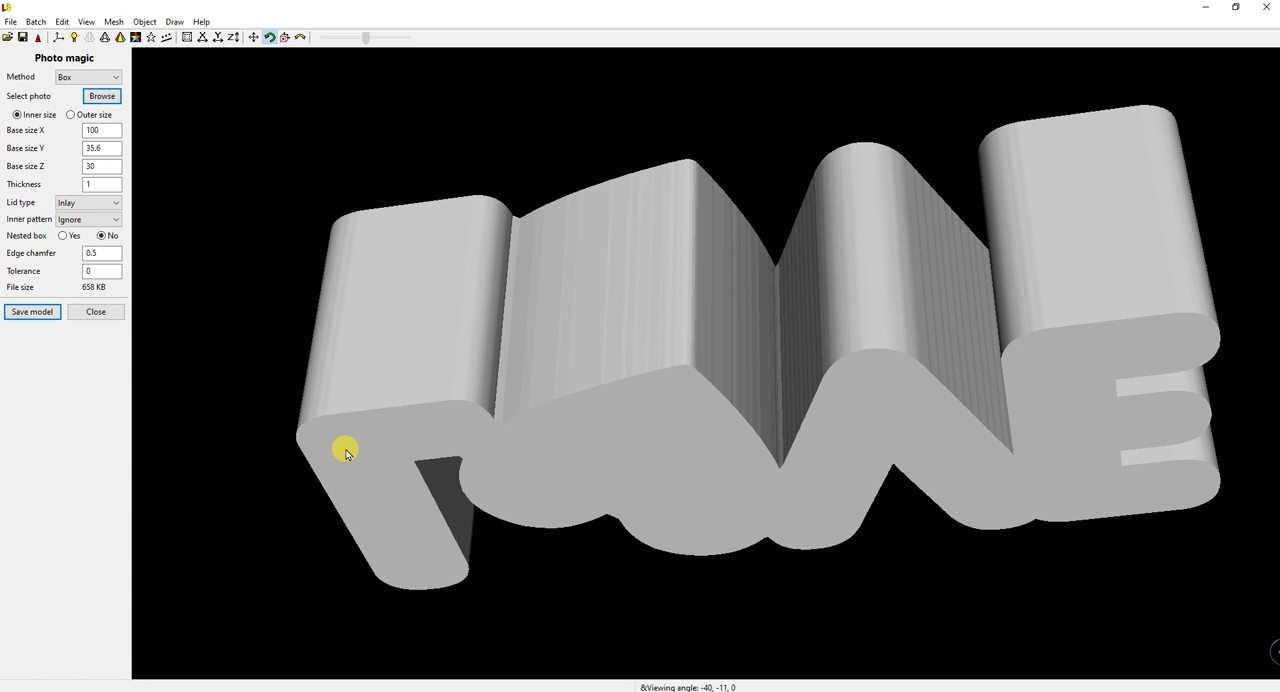 File Batch Edit View Mesh Object Draw Help
Photo magic
Method Box
Select photo Browse
Inner size Outer size
Base size X 100
Base size Y 35.6
Base size Z 30
Thickness 1
Lid type Inlay
Inner pattern Ignore
Nested box Yes No
Edge chamfer 0.5
Tolerance 0
File size 658 KB
Save model Close
&Viewing angle: -40, -11, 0